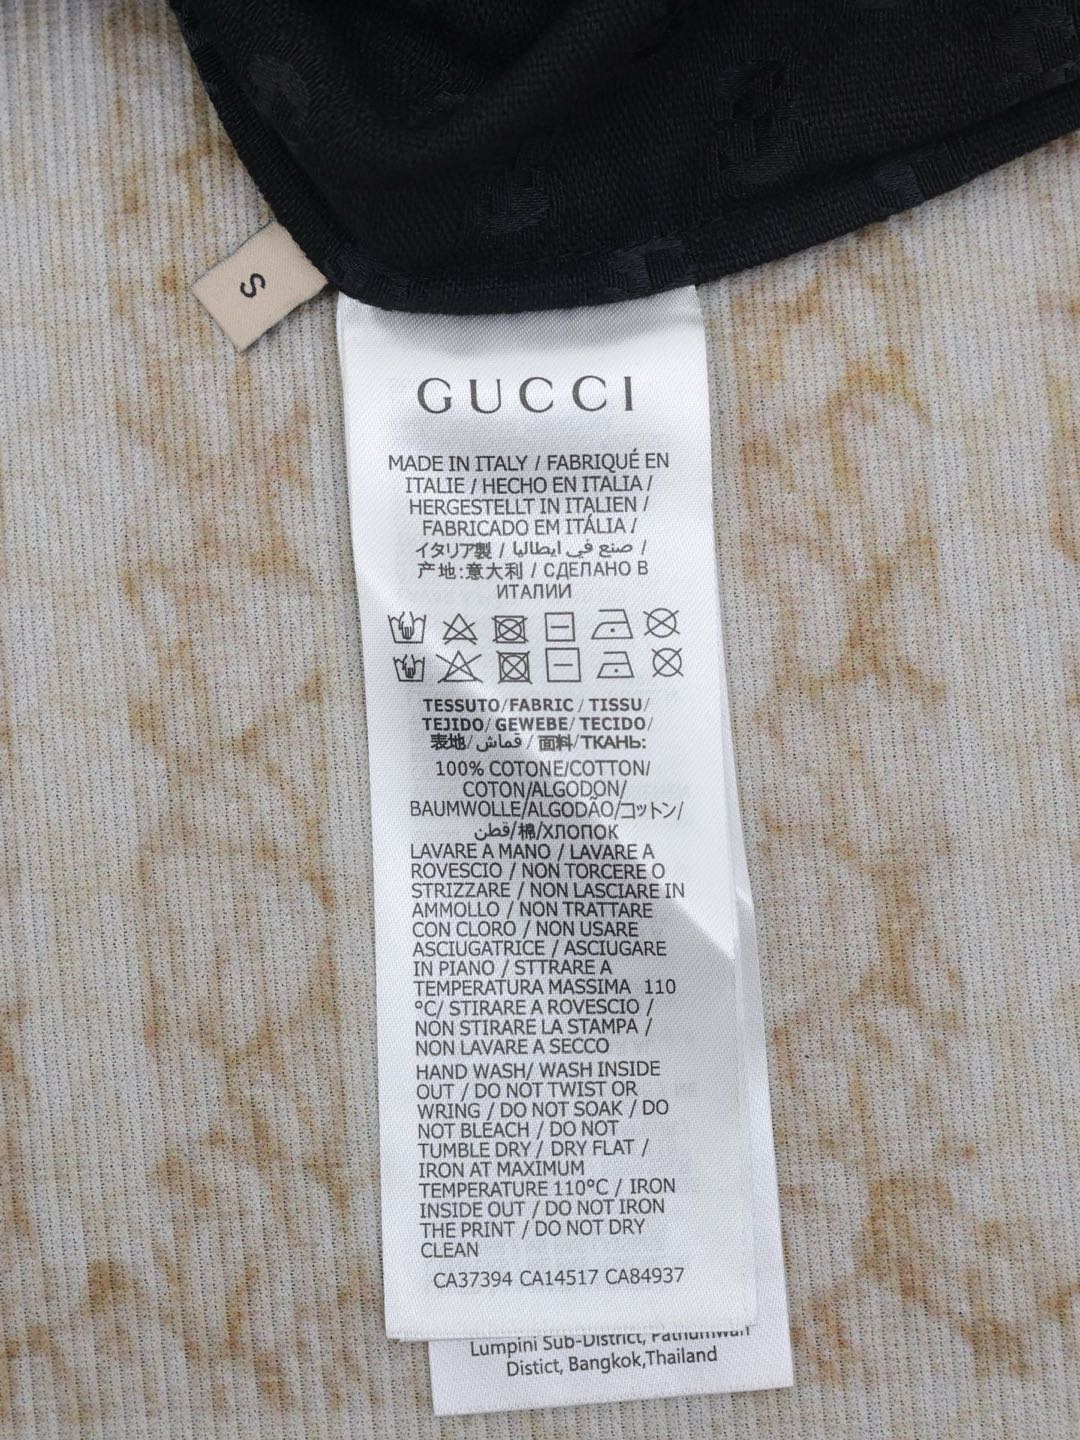 S
GUCCI
MADE IN ITALY / FABRIQUÉ EN
ITALIE / HECHO EN ITALIA /
HERGESTELLT IN ITALIEN /
FABRICADO EM ITÁLIA /
イタリア製 / صنع في ايطاليا /
产地:意大利 / СДЕЛАНО В
ИТАЛИИ
TESSUTO/FABRIC / TISSU/
TEJIDO/ GEWEBE/ TECIDO/
表地/ قماش / 面料/ТКАНЬ:
100% COTONE/COTTON/
COTON/ALGODON/
BAUMWOLLE/ALGODÃO/コットン/
قطن/棉/ХЛОПОК
LAVARE A MANO / LAVARE A
ROVESCIO / NON TORCERE O
STRIZZARE / NON LASCIARE IN
AMMOLLO / NON TRATTARE
CON CLORO / NON USARE
ASCIUGATRICE / ASCIUGARE
IN PIANO / STTRARE A
TEMPERATURA MASSIMA 110
°C/ STIRARE A ROVESCIO /
NON STIRARE LA STAMPA /
NON LAVARE A SECCO
HAND WASH/ WASH INSIDE
OUT / DO NOT TWIST OR
WRING / DO NOT SOAK / DO
NOT BLEACH / DO NOT
TUMBLE DRY / DRY FLAT /
IRON AT MAXIMUM
TEMPERATURE 110°C / IRON
INSIDE OUT / DO NOT IRON
THE PRINT / DO NOT DRY
CLEAN
CA37394 CA14517 CA84937
Lumpini Sub-District, Pathumwan
Distict, Bangkok,Thailand